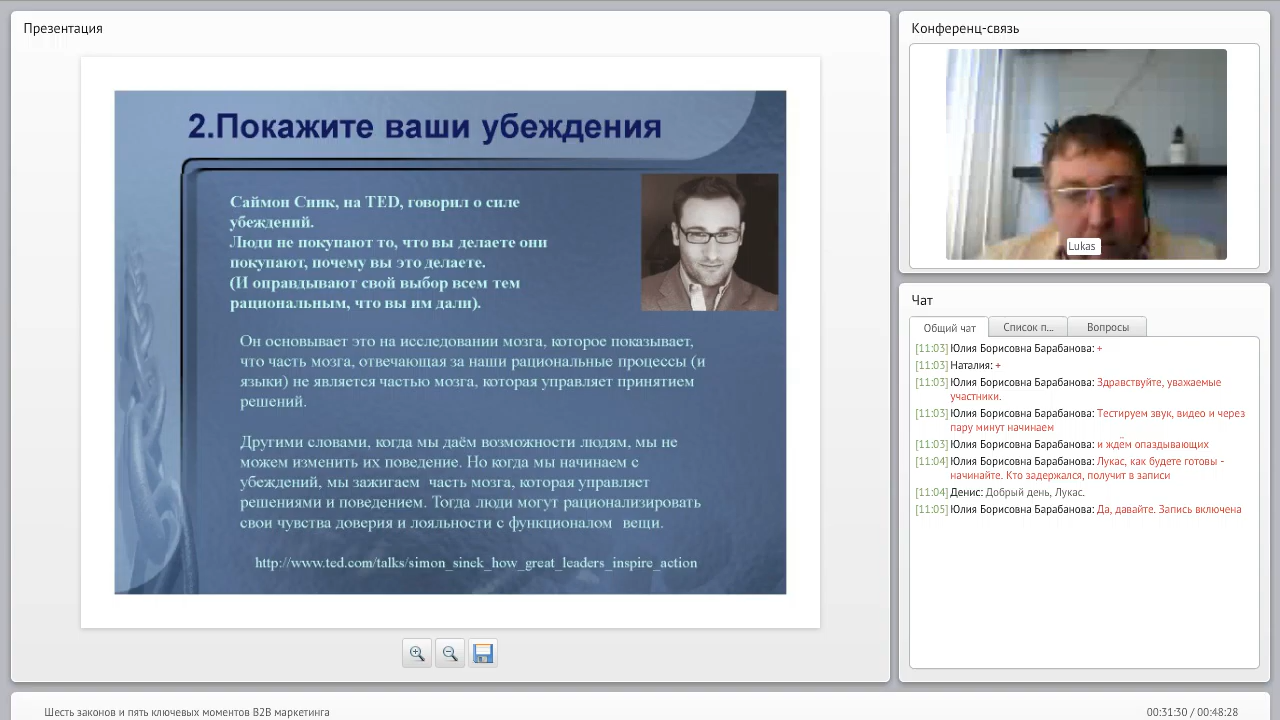 Презентация
2.Покажите ваши убеждения
Саймон Синк, на TED, говорил о силе
убеждений.
Люди не покупают то, что вы делаете они
покупают, почему вы это делаете.
(И оправдывают свой выбор всем тем
рациональным, что вы им дали).
Он основывает это на исследовании мозга, которое показывает,
что часть мозга, отвечающая за наши рациональные процессы (и
языки) не является частью мозга, которая управляет принятием
решений.
Другими словами, когда мы даём возможности людям, мы не
можем изменить их поведение. Но когда мы начинаем с
убеждений, мы зажигаем часть мозга, которая управляет
решениями и поведением. Тогда люди могут рационализировать
свои чувства доверия и лояльности с функционалом вещи.
http://www.ted.com/talks/simon_sinek_how_great_leaders_inspire_action
Конференц-связь
Lukas
Чат
Общий чат
Список п...
Вопросы
[11:03] Юлия Борисовна Барабанова: +
[11:03] Наталия: +
[11:03] Юлия Борисовна Барабанова: Здравствуйте, уважаемые
участники.
[11:03] Юлия Борисовна Барабанова: Тестируем звук, видео и через
пару минут начинаем
[11:03] Юлия Борисовна Барабанова: и ждём опаздывающих
[11:04] Юлия Борисовна Барабанова: Лукас, как будете готовы -
начинайте. Кто задержался, получит в записи
[11:04] Денис: Добрый день, Лукас.
[11:05] Юлия Борисовна Барабанова: Да, давайте. Запись включена
Шесть законов и пять ключевых моментов B2B маркетинга
00:31:30 / 00:48:28